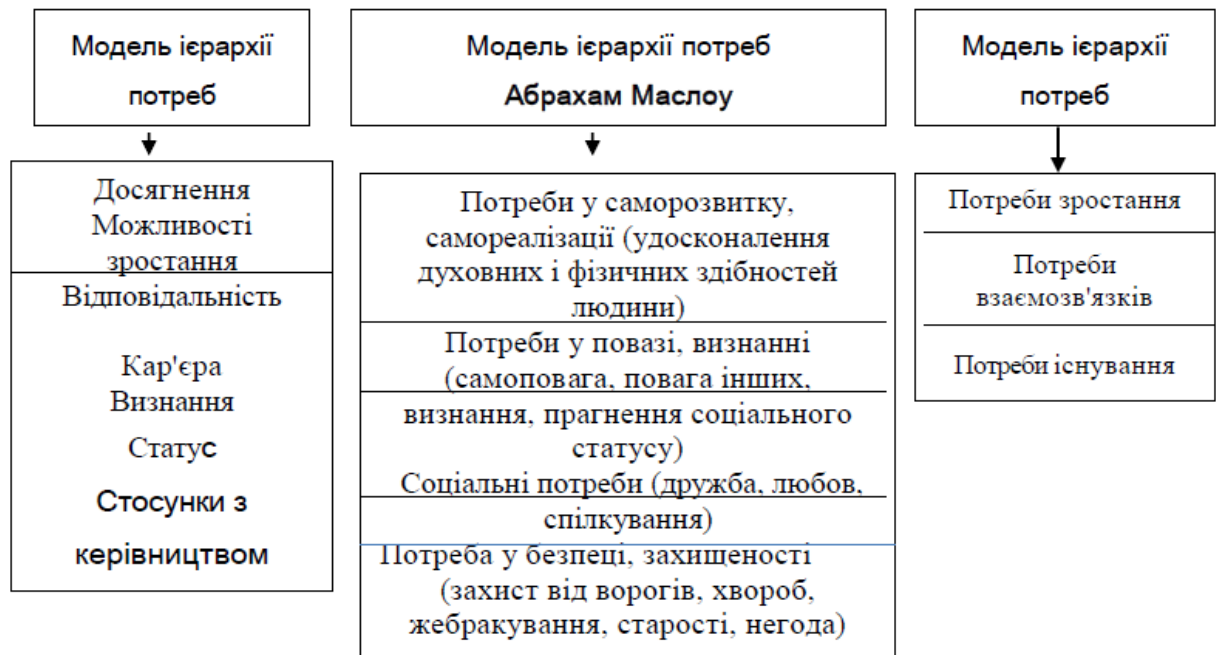 Модель ієрархії
потреб
Модель ієрархії потреб
Абрахам Маслоу
Модель ієрархії
потреб
Досягнення
Можливості
зростання
Відповідальність
Кар'єра
Визнання
Статус
Стосунки з
керівництвом
Потреби у саморозвитку,
самореалізації (удосконалення
духовних і фізичних здібностей
людини)
Потреби у повазі, визнанні
(самоповага, повага інших,
визнання, прагнення соціального
статусу)
Соціальні потреби (дружба, любов,
спілкування)
Потреба у безпеці, захищеності
(захист від ворогів, хвороб,
жебракування, старості, негода)
Потреби зростання
Потреби
взаємозв'язків
Потреби існування